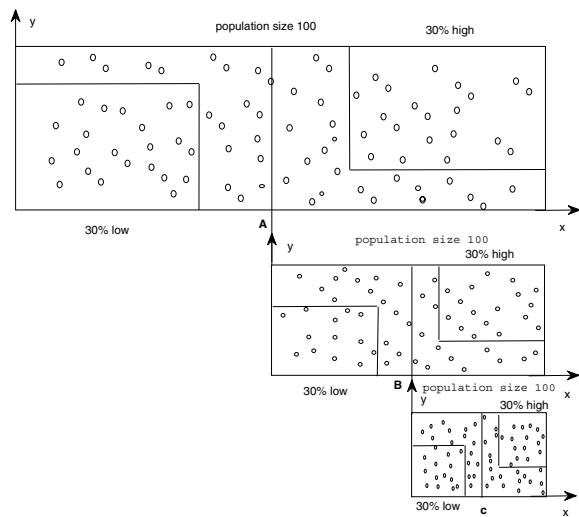 y
population size 100
30% high
30% low
A
x
y
population size 100
30% high
30% low
B
x
population size 100
y
30% high
30% low
c
x